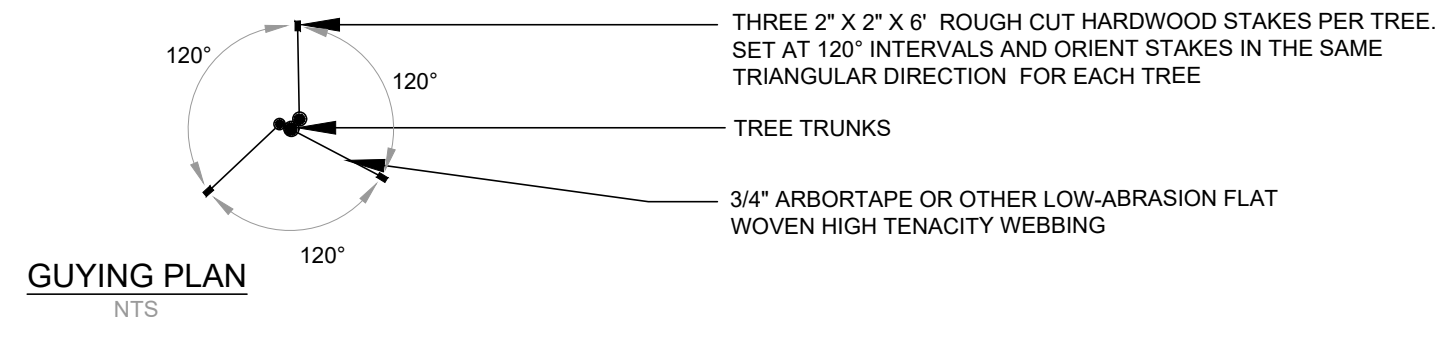 THREE 2" X 2" X 6' ROUGH CUT HARDWOOD STAKES PER TREE.
SET AT 120° INTERVALS AND ORIENT STAKES IN THE SAME
TRIANGULAR DIRECTION FOR EACH TREE
120°
120°
TREE TRUNKS
3/4" ARBORTAPE OR OTHER LOW-ABRASION FLAT
WOVEN HIGH TENACITY WEBBING
120°
GUYING PLAN
NTS